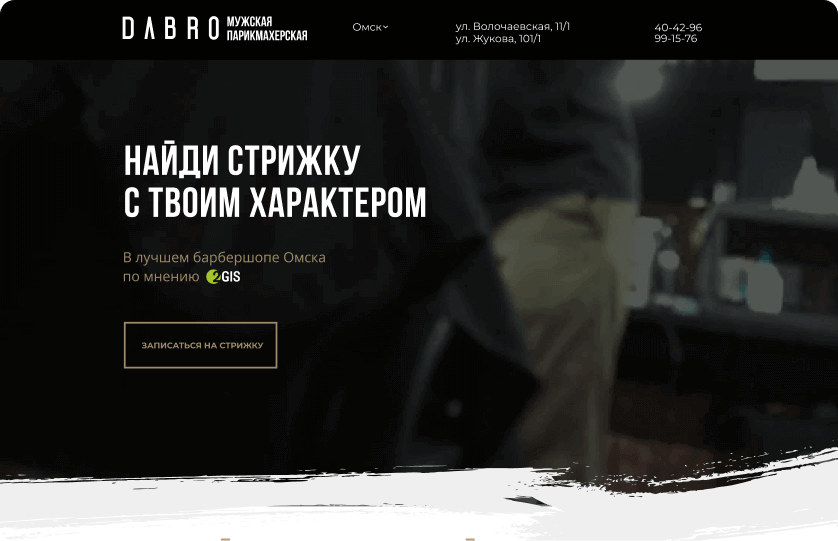 DABRO
МУЖСКАЯ
ПАРИКМАХЕРСКАЯ
Омск
ул. Волочаевская, 11/1
ул. Жукова, 101/1
40-42-96
99-15-76
НАЙДИ СТРИЖКУ
С ТВОИМ ХАРАКТЕРОМ
В лучшем барбершопе Омска
по мнению 2GIS
ЗАПИСАТЬСЯ НА СТРИЖКУ